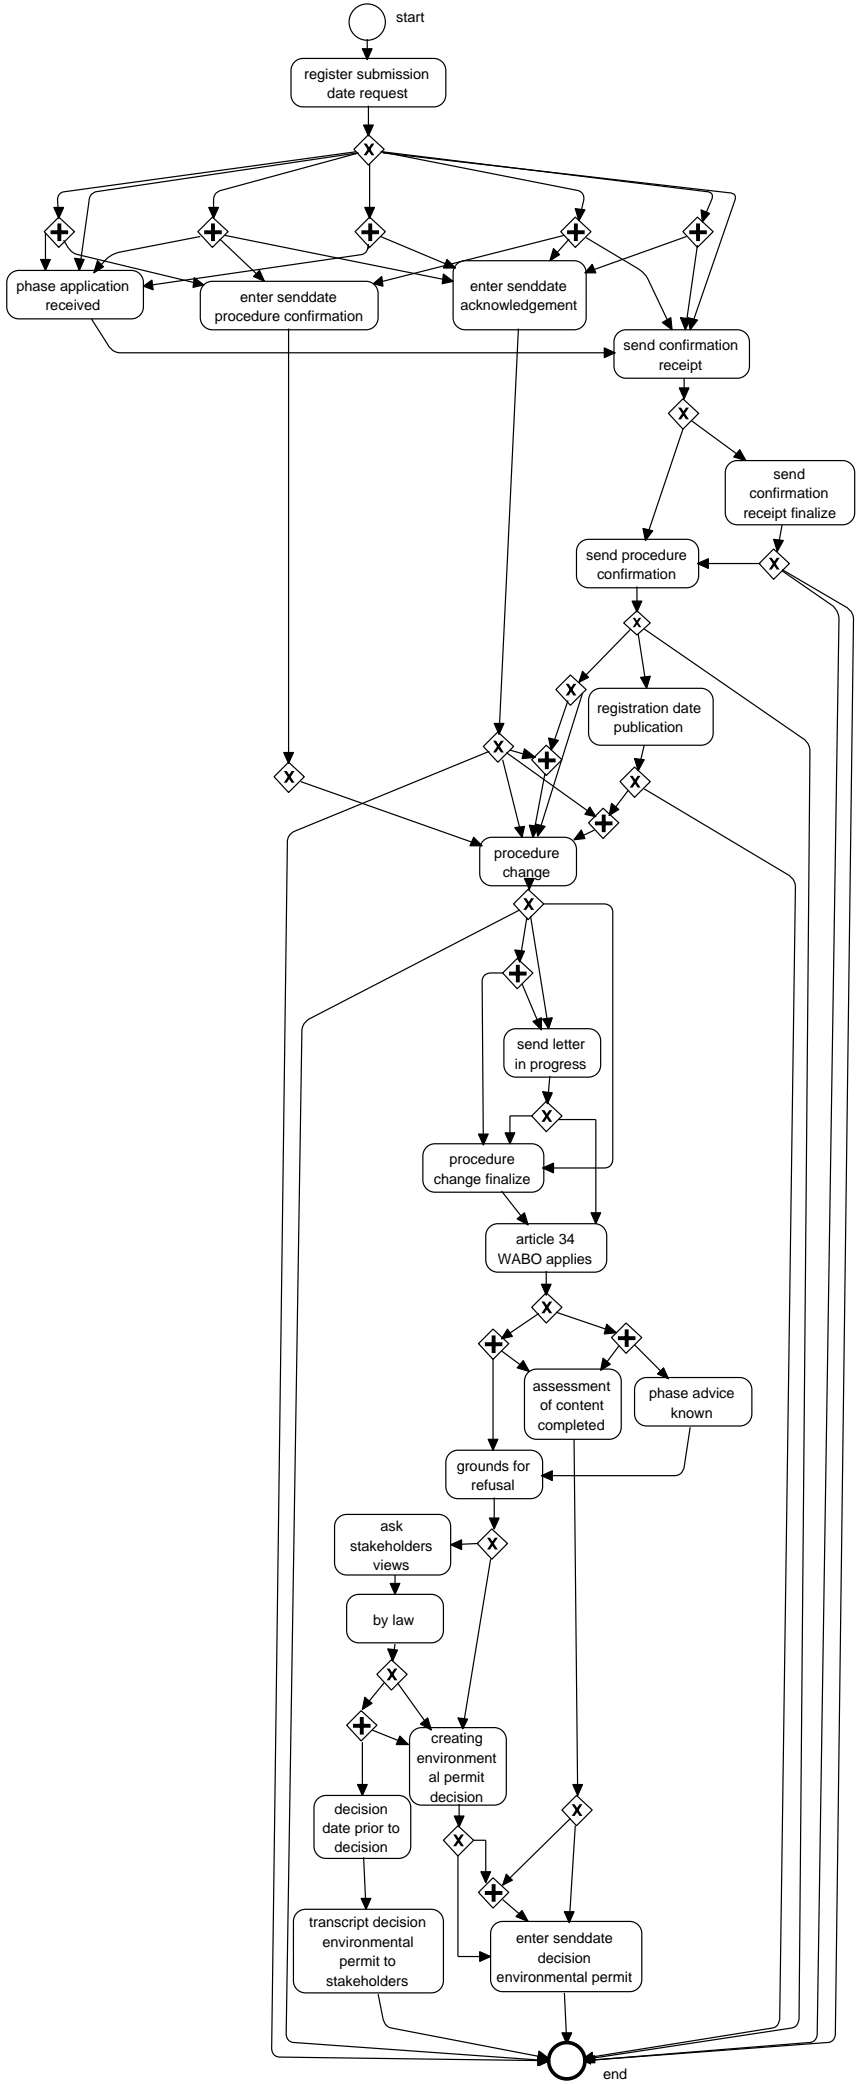 start
register submission
date request
X
phase application
received
enter senddate
procedure confirmation
enter senddate
acknowledgement
send confirmation
receipt
X
send
confirmation
receipt finalize
send procedure
confirmation
X
X
X
registration date
publication
X
X
X
procedure
change
X
send letter
in progress
X
procedure
change finalize
article 34
WABO applies
X
assessment
of content
completed
phase advice
known
grounds for
refusal
ask
stakeholders
views
X
by law
X
creating
environment
al permit
decision
decision
date prior to
decision
X
X
transcript decision
environmental
permit to
stakeholders
enter senddate
decision
environmental permit
end